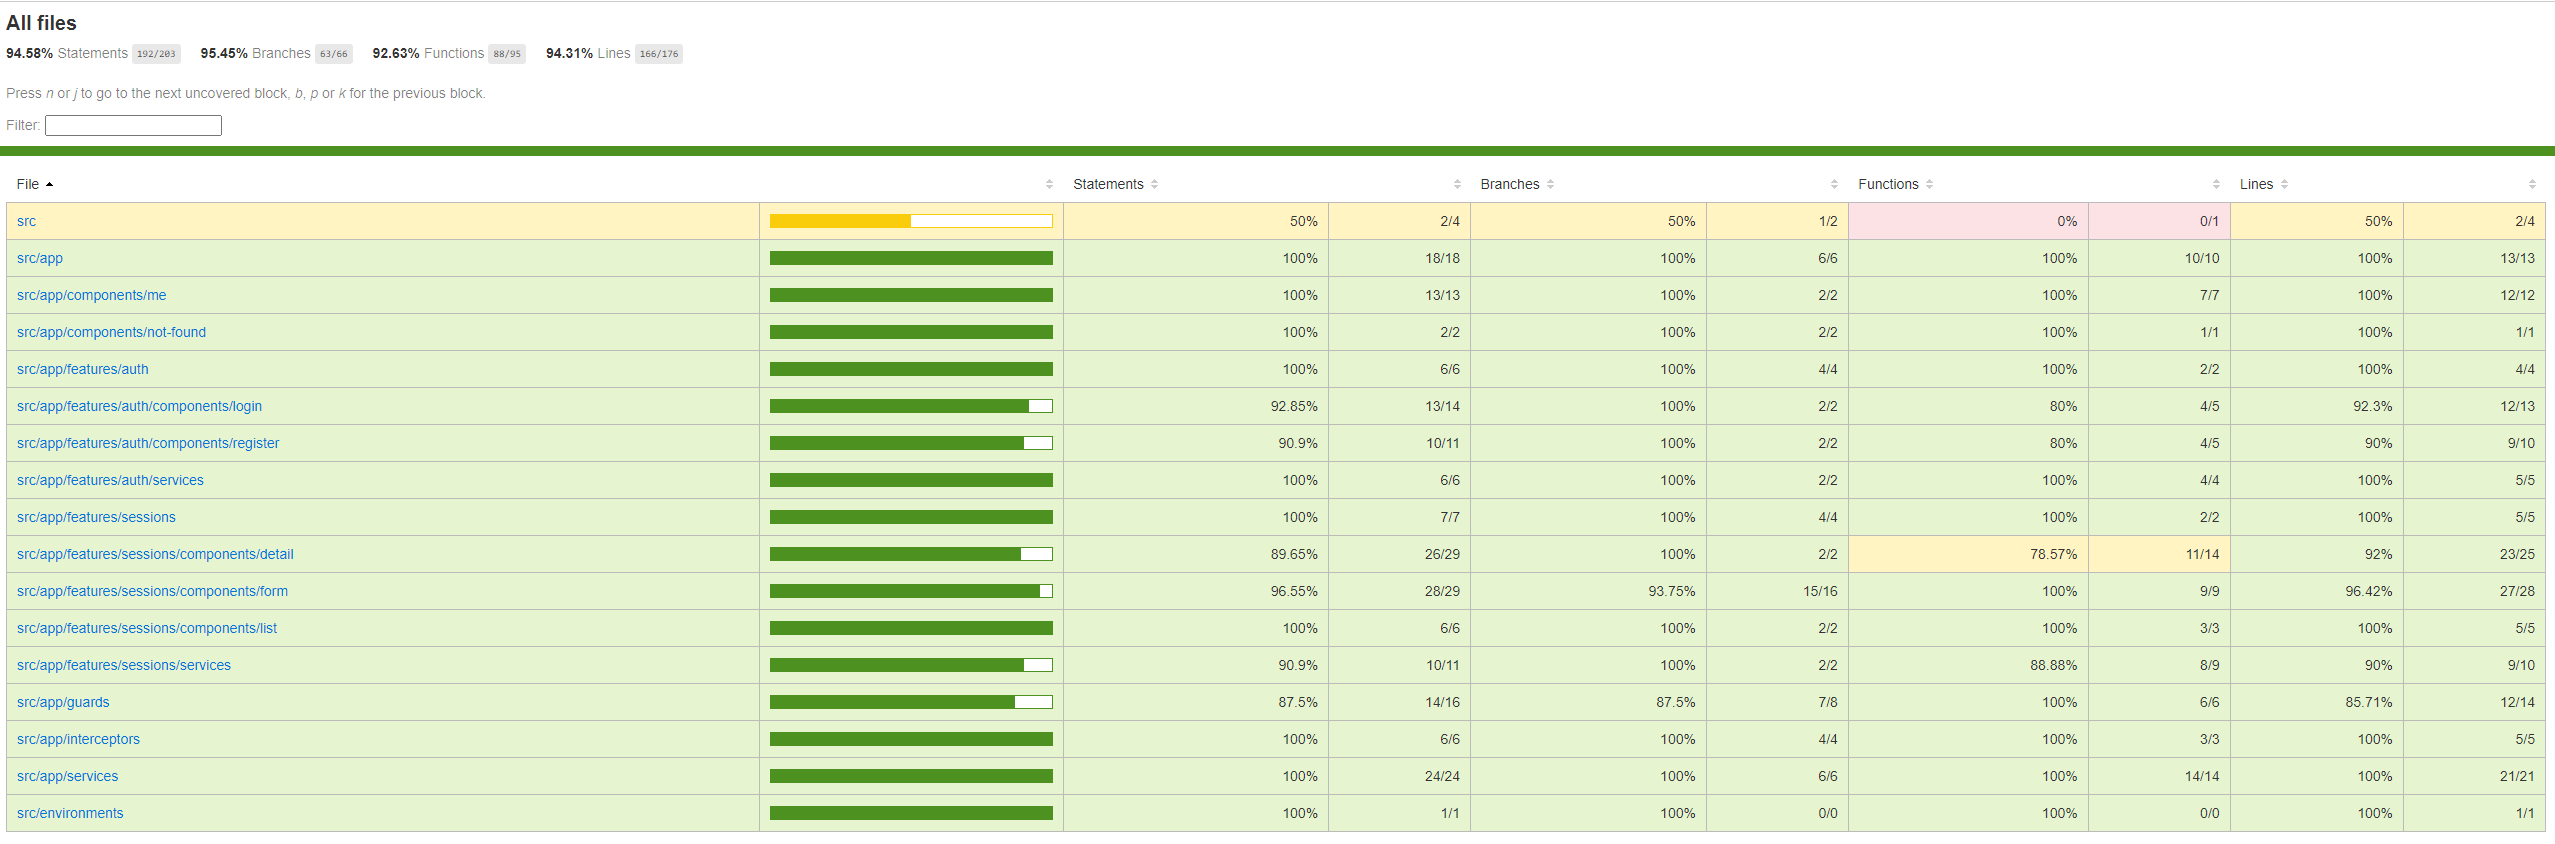 All files
94.58% Statements 192/203 95.45% Branches 63/66 92.63% Functions 88/95 94.31% Lines 166/176
Press n or j to go to the next uncovered block, b, p or k for the previous block.
Filter:
File Statements Branches Functions Lines
src 50% 2/4 50% 1/2 0% 0/1 50% 2/4
src/app 100% 18/18 100% 6/6 100% 10/10 100% 13/13
src/app/components/me 100% 13/13 100% 2/2 100% 7/7 100% 12/12
src/app/components/not-found 100% 2/2 100% 2/2 100% 1/1 100% 1/1
src/app/features/auth 100% 6/6 100% 4/4 100% 2/2 100% 4/4
src/app/features/auth/components/login 92.85% 13/14 100% 2/2 80% 4/5 92.3% 12/13
src/app/features/auth/components/register 90.9% 10/11 100% 2/2 80% 4/5 90% 9/10
src/app/features/auth/services 100% 6/6 100% 2/2 100% 4/4 100% 5/5
src/app/features/sessions 100% 7/7 100% 4/4 100% 2/2 100% 5/5
src/app/features/sessions/components/detail 89.65% 26/29 100% 2/2 78.57% 11/14 92% 23/25
src/app/features/sessions/components/form 96.55% 28/29 93.75% 15/16 100% 9/9 96.42% 27/28
src/app/features/sessions/components/list 100% 6/6 100% 2/2 100% 3/3 100% 5/5
src/app/features/sessions/services 90.9% 10/11 100% 2/2 88.88% 8/9 90% 9/10
src/app/guards 87.5% 14/16 87.5% 7/8 100% 6/6 85.71% 12/14
src/app/interceptors 100% 6/6 100% 4/4 100% 3/3 100% 5/5
src/app/services 100% 24/24 100% 6/6 100% 14/14 100% 21/21
src/environments 100% 1/1 100% 0/0 100% 0/0 100% 1/1